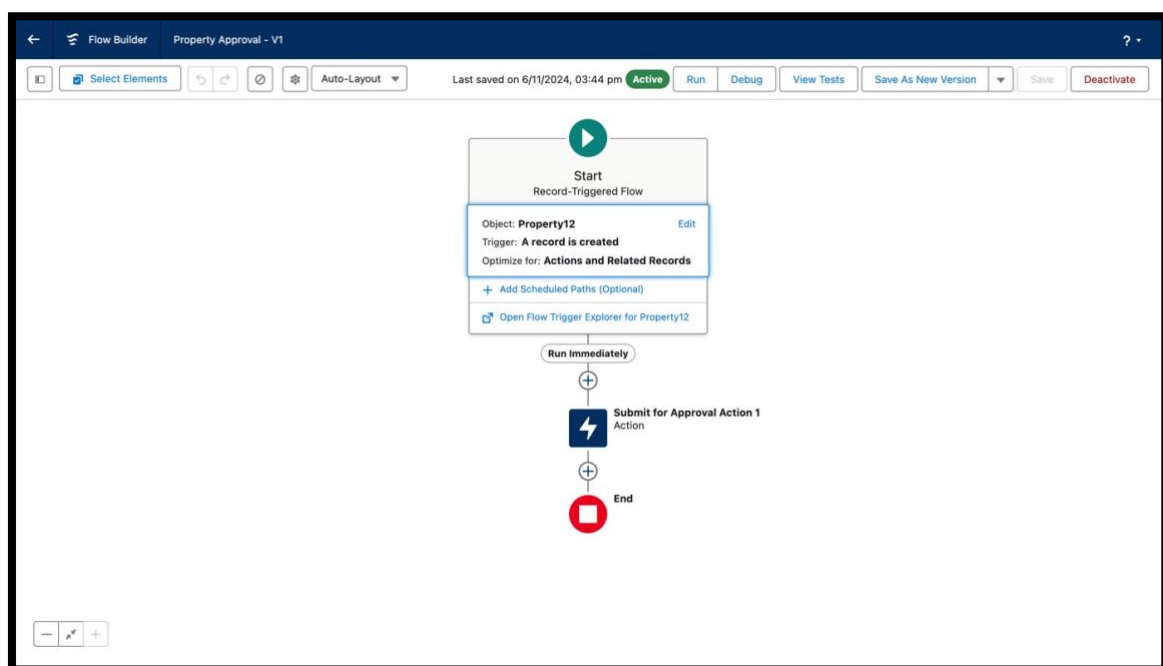 Flow Builder Property Approval - V1 ?
Select Elements Auto-Layout Last saved on 6/11/2024, 03:44 pm Active Run Debug View Tests Save As New Version Save Deactivate
Start
Record-Triggered Flow
Object: Property12 Edit
Trigger: A record is created
Optimize for: Actions and Related Records
+ Add Scheduled Paths (Optional)
Open Flow Trigger Explorer for Property12
Run Immediately
Submit for Approval Action 1
Action
End